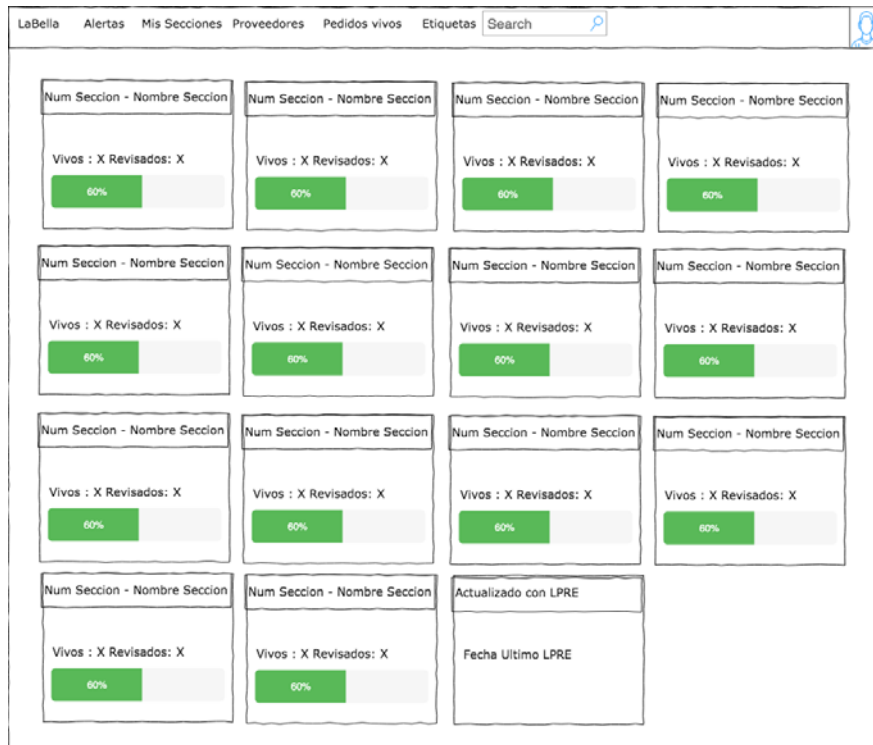 LaBella Alertas Mis Secciones Proveedores Pedidos vivos Etiquetas Search
Num Seccion - Nombre Seccion Num Seccion - Nombre Seccion Num Seccion - Nombre Seccion Num Seccion - Nombre Seccion
Vivos : X Revisados: X Vivos : X Revisados: X Vivos : X Revisados: X Vivos : X Revisados: X
60% 60% 60% 60%
Num Seccion - Nombre Seccion Num Seccion - Nombre Seccion Num Seccion - Nombre Seccion Num Seccion - Nombre Seccion
Vivos : X Revisados: X Vivos : X Revisados: X Vivos : X Revisados: X Vivos : X Revisados: X
60% 60% 60% 60%
Num Seccion - Nombre Seccion Num Seccion - Nombre Seccion Num Seccion - Nombre Seccion Num Seccion - Nombre Seccion
Vivos : X Revisados: X Vivos : X Revisados: X Vivos : X Revisados: X Vivos : X Revisados: X
60% 60% 60% 60%
Num Seccion - Nombre Seccion Num Seccion - Nombre Seccion Actualizado con LPRE
Vivos : X Revisados: X Vivos : X Revisados: X Fecha Ultimo LPRE
60% 60%